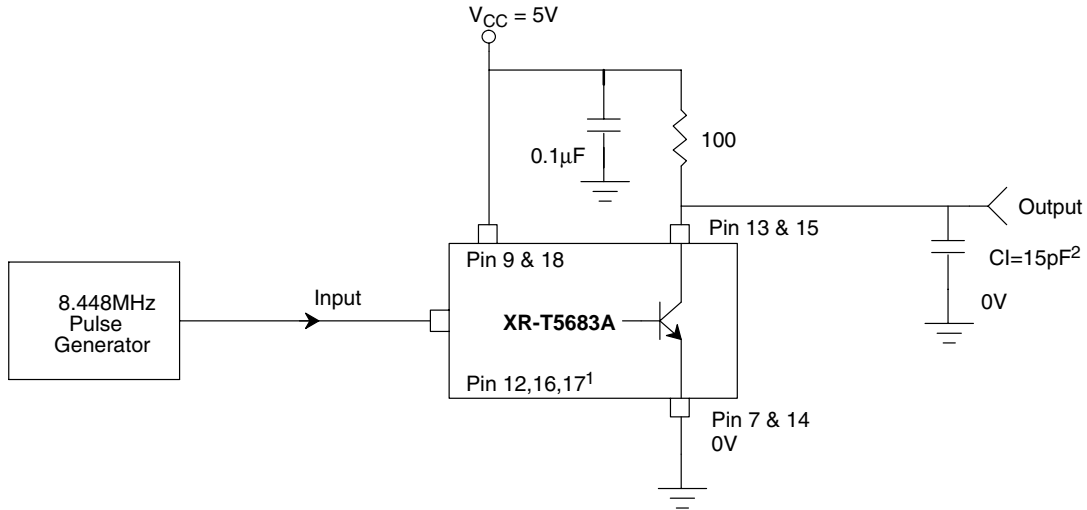 V_CC = 5V
0.1µF
100
Pin 13 & 15
Output
CI=15pF²
0V
Pin 9 & 18
8.448MHz
Pulse
Generator
Input
XR-T5683A
Pin 12,16,17¹
Pin 7 & 14
0V